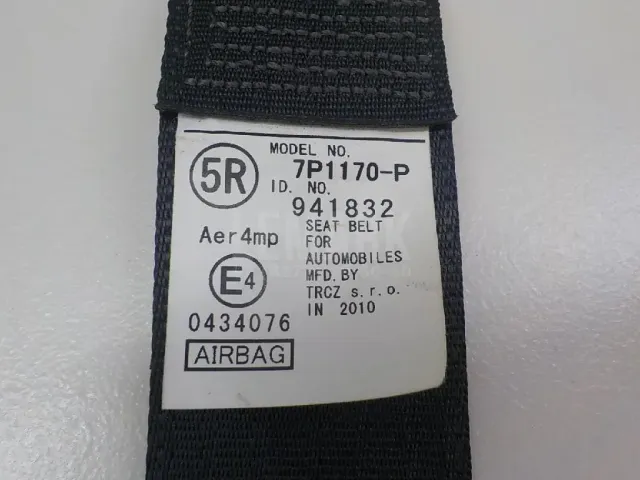 MODEL NO.
5R 7P1170-P
ID. NO.
941832
Aer4mp
SEAT BELT
FOR
AUTOMOBILES
MFD. BY
TRCZ s.r.o.
IN 2010
E4
0434076
AIRBAG